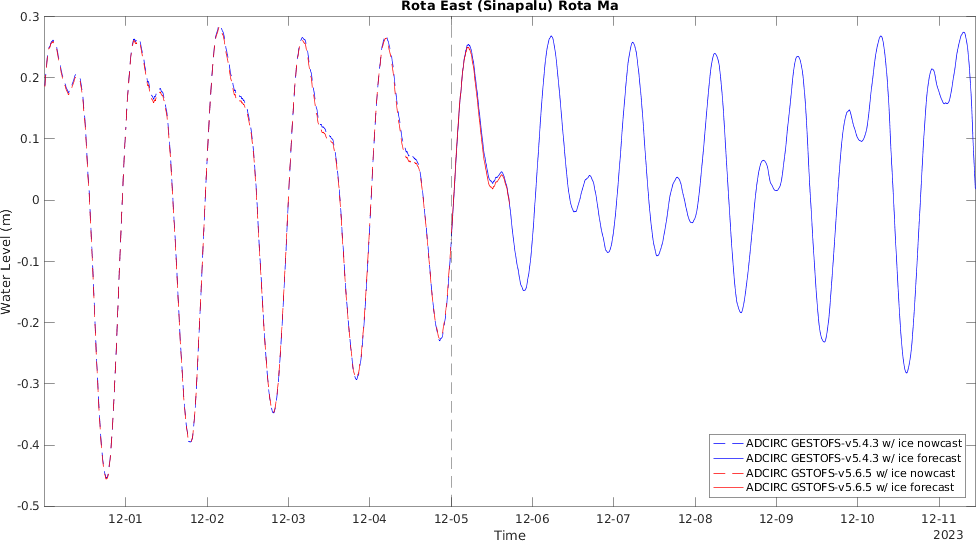 Rota East (Sinapalu) Rota Ma
0.3
0.2
0.1
0
-0.1
-0.2
-0.3
-0.4
-0.5
Water Level (m)
12-01 12-02 12-03 12-04 12-05 12-06 12-07 12-08 12-09 12-10 12-11
Time
2023
ADCIRC GESTOFS-v5.4.3 w/ ice nowcast
ADCIRC GESTOFS-v5.4.3 w/ ice forecast
ADCIRC GSTOFS-v5.6.5 w/ ice nowcast
ADCIRC GSTOFS-v5.6.5 w/ ice forecast